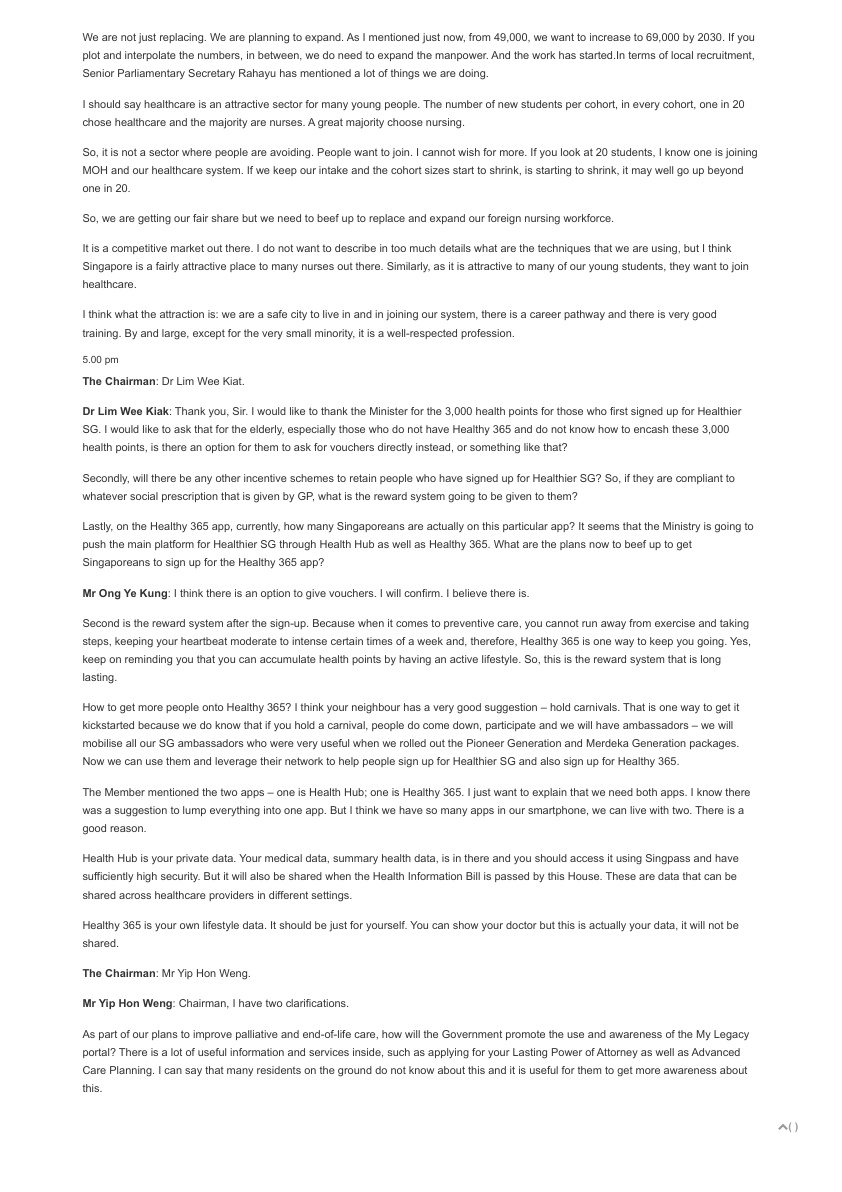 We are not just replacing. We are planning to expand. As I mentioned just now, from 49,000, we want to increase to 69,000 by 2030. If you
plot and interpolate the numbers, in between, we do need to expand the manpower. And the work has started.In terms of local recruitment,
Senior Parliamentary Secretary Rahayu has mentioned a lot of things we are doing.
I should say healthcare is an attractive sector for many young people. The number of new students per cohort, in every cohort, one in 20
chose healthcare and the majority are nurses. A great majority choose nursing.
So, it is not a sector where people are avoiding. People want to join. I cannot wish for more. If you look at 20 students, I know one is joining
MOH and our healthcare system. If we keep our intake and the cohort sizes start to shrink, is starting to shrink, it may well go up beyond
one in 20.
So, we are getting our fair share but we need to beef up to replace and expand our foreign nursing workforce.
It is a competitive market out there. I do not want to describe in too much details what are the techniques that we are using, but I think
Singapore is a fairly attractive place to many nurses out there. Similarly, as it is attractive to many of our young students, they want to join
healthcare.
I think what the attraction is: we are a safe city to live in and in joining our system, there is a career pathway and there is very good
training. By and large, except for the very small minority, it is a well-respected profession.
5.00 pm
The Chairman: Dr Lim Wee Kiat.
Dr Lim Wee Kiak: Thank you, Sir. I would like to thank the Minister for the 3,000 health points for those who first signed up for Healthier
SG. I would like to ask that for the elderly, especially those who do not have Healthy 365 and do not know how to encash these 3,000
health points, is there an option for them to ask for vouchers directly instead, or something like that?
Secondly, will there be any other incentive schemes to retain people who have signed up for Healthier SG? So, if they are compliant to
whatever social prescription that is given by GP, what is the reward system going to be given to them?
Lastly, on the Healthy 365 app, currently, how many Singaporeans are actually on this particular app? It seems that the Ministry is going to
push the main platform for Healthier SG through Health Hub as well as Healthy 365. What are the plans now to beef up to get
Singaporeans to sign up for the Healthy 365 app?
Mr Ong Ye Kung: I think there is an option to give vouchers. I will confirm. I believe there is.
Second is the reward system after the sign-up. Because when it comes to preventive care, you cannot run away from exercise and taking
steps, keeping your heartbeat moderate to intense certain times of a week and, therefore, Healthy 365 is one way to keep you going. Yes,
keep on reminding you that you can accumulate health points by having an active lifestyle. So, this is the reward system that is long
lasting.
How to get more people onto Healthy 365? I think your neighbour has a very good suggestion – hold carnivals. That is one way to get it
kickstarted because we do know that if you hold a carnival, people do come down, participate and we will have ambassadors – we will
mobilise all our SG ambassadors who were very useful when we rolled out the Pioneer Generation and Merdeka Generation packages.
Now we can use them and leverage their network to help people sign up for Healthier SG and also sign up for Healthy 365.
The Member mentioned the two apps – one is Health Hub; one is Healthy 365. I just want to explain that we need both apps. I know there
was a suggestion to lump everything into one app. But I think we have so many apps in our smartphone, we can live with two. There is a
good reason.
Health Hub is your private data. Your medical data, summary health data, is in there and you should access it using Singpass and have
sufficiently high security. But it will also be shared when the Health Information Bill is passed by this House. These are data that can be
shared across healthcare providers in different settings.
Healthy 365 is your own lifestyle data. It should be just for yourself. You can show your doctor but this is actually your data, it will not be
shared.
The Chairman: Mr Yip Hon Weng.
Mr Yip Hon Weng: Chairman, I have two clarifications.
As part of our plans to improve palliative and end-of-life care, how will the Government promote the use and awareness of the My Legacy
portal? There is a lot of useful information and services inside, such as applying for your Lasting Power of Attorney as well as Advanced
Care Planning. I can say that many residents on the ground do not know about this and it is useful for them to get more awareness about
this.
( )